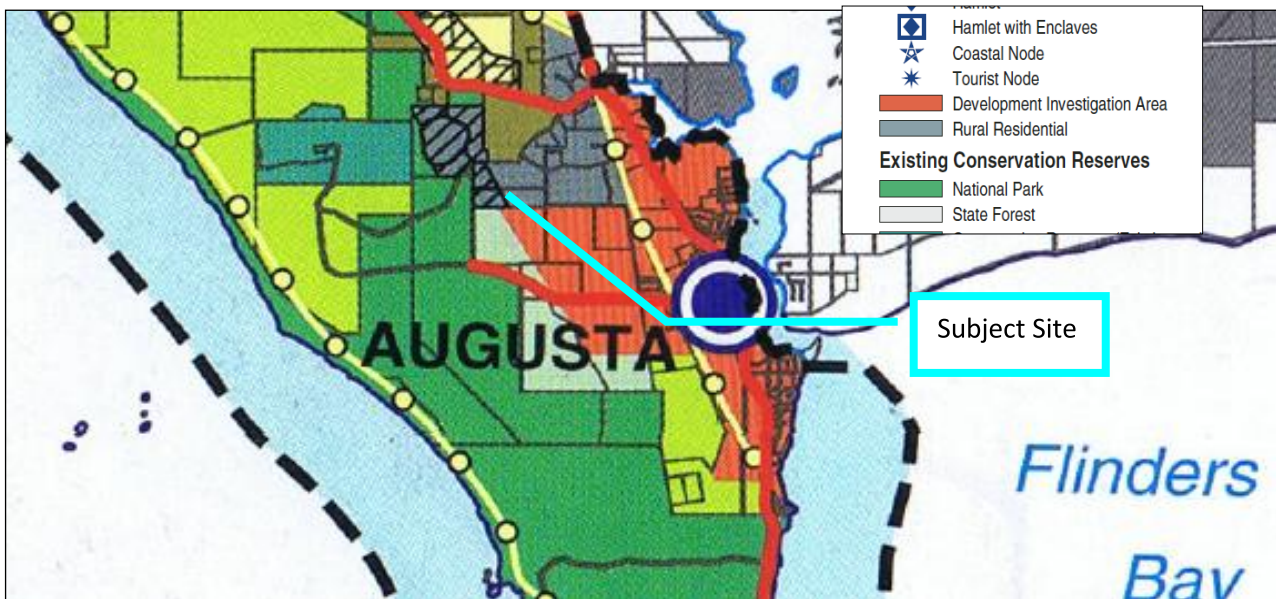 Hamlet
Hamlet with Enclaves
Coastal Node
Tourist Node
Development Investigation Area
Rural Residential
Existing Conservation Reserves
National Park
State Forest
Subject Site
AUGUSTA
Flinders
Bay